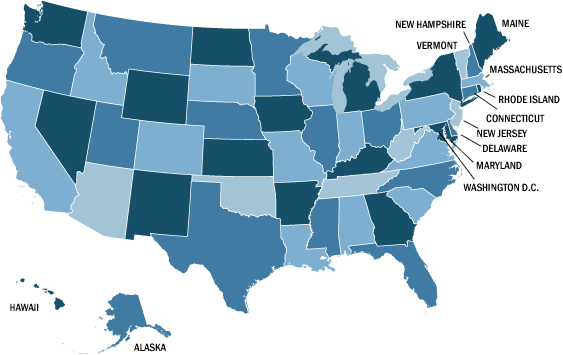 NEW HAMPSHIRE
MAINE
VERMONT
MASSACHUSETTS
RHODE ISLAND
CONNECTICUT
NEW JERSEY
DELAWARE
MARYLAND
WASHINGTON D.C.
HAWAII
ALASKA